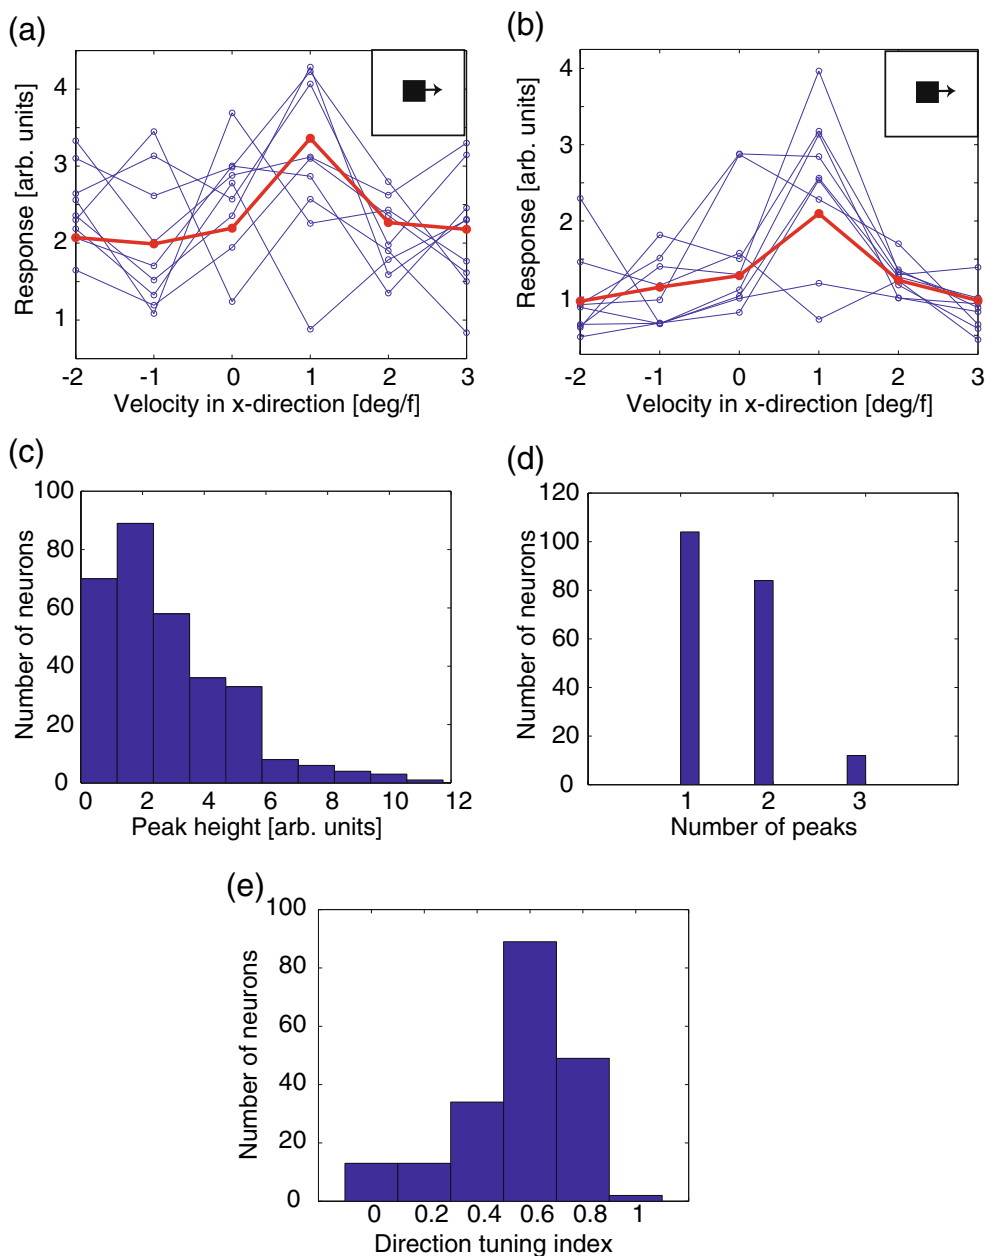 (a)
Response [arb. units]
4
3
2
1
-2 -1 0 1 2 3
Velocity in x-direction [deg/f]
(b)
Response [arb. units]
4
3
2
1
-2 -1 0 1 2 3
Velocity in x-direction [deg/f]
(c)
Number of neurons
100
80
60
40
20
0
0 2 4 6 8 10 12
Peak height [arb. units]
(d)
Number of neurons
120
100
80
60
40
20
0
1 2 3
Number of peaks
(e)
Number of neurons
100
80
60
40
20
0
0 0.2 0.4 0.6 0.8 1
Direction tuning index